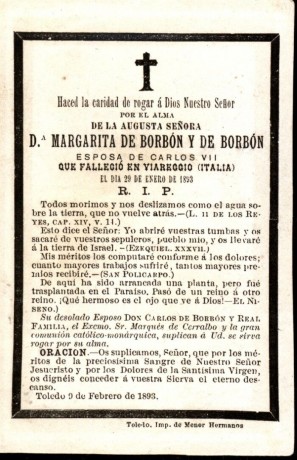 Haced la caridad de rogar á Dios Nuestro Señor
POR EL ALMA
DE LA AUGUSTA SEÑORA
D.ª MARGARITA DE BORBÓN Y DE BORBÓN
ESPOSA DE CARLOS VII
QUE FALLECIÓ EN VIAREGGIO (ITALIA)
EL DIA 29 DE ENERO DE 1893
R. I. P.
Todos morimos y nos deslizamos como el agua sobre la
tierra, que no vuelve atrás.—(L. II DE LOS RE-
YES, CAP. XIV, v. 14.)
Esto dice el Señor: Yo abriré vuestras tumbas y os
sacaré de vuestros sepulcros, pueblo mio, y os llevaré
á la tierra de Israel. -(EZEQUIEL. XXXVII.)
Mis méritos los computaré conforme á los dolores;
cuanto mayores trabajos sufriré, tantos mayores pre-
mios recibiré.—(SAN POLICARPO.)
De aquí ha sido arrancada una planta, pero fué
trasplantada en el Paraiso, Pasó de un reino á otro
reino. ¡Qué hermoso es el ojo que ve á Dios!—EL NI-
SENO.)
Su desolado Esposo DON CARLOS DE BORBÓN Y REAL
FAMILIA, el Excmo. Sr. Marqués de Cerralbo y la gran
comunión católico-monárquica, suplican á Ud. se sirva
rogar por su alma.
ORACION.—Os suplicamos, Señor, que por los méri-
tos de la preciosisima Sangre de Nuestro Señor
Jesucristo y por los Dolores de la Santísima Virgen,
os dignéis conceder á vuestra Sierva el eterno des-
canso.
Toledo 9 de Febrero de 1893.
Toledo, Imp. de Menor Hermanos